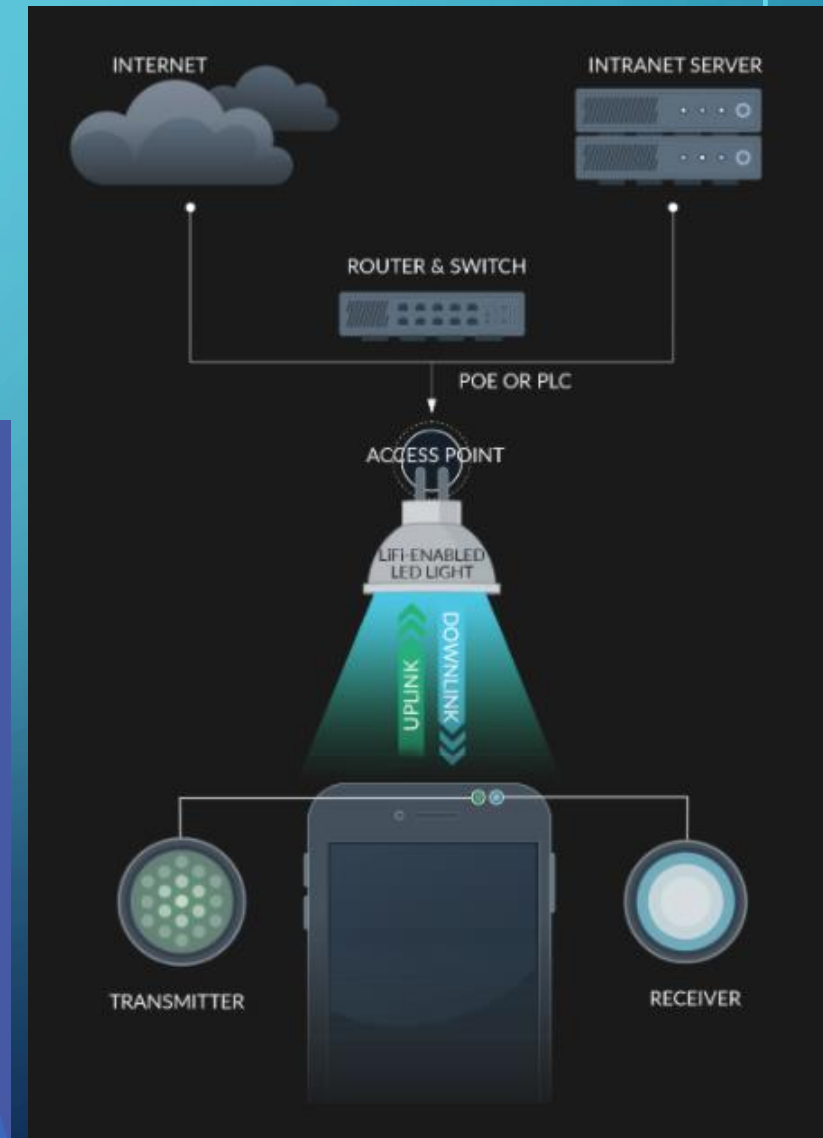 INTERNET
INTRANET SERVER
ROUTER & SWITCH
POE OR PLC
ACCESS POINT
LiFi-ENABLED
LED LIGHT
UPLINK
DOWNLINK
TRANSMITTER
RECEIVER